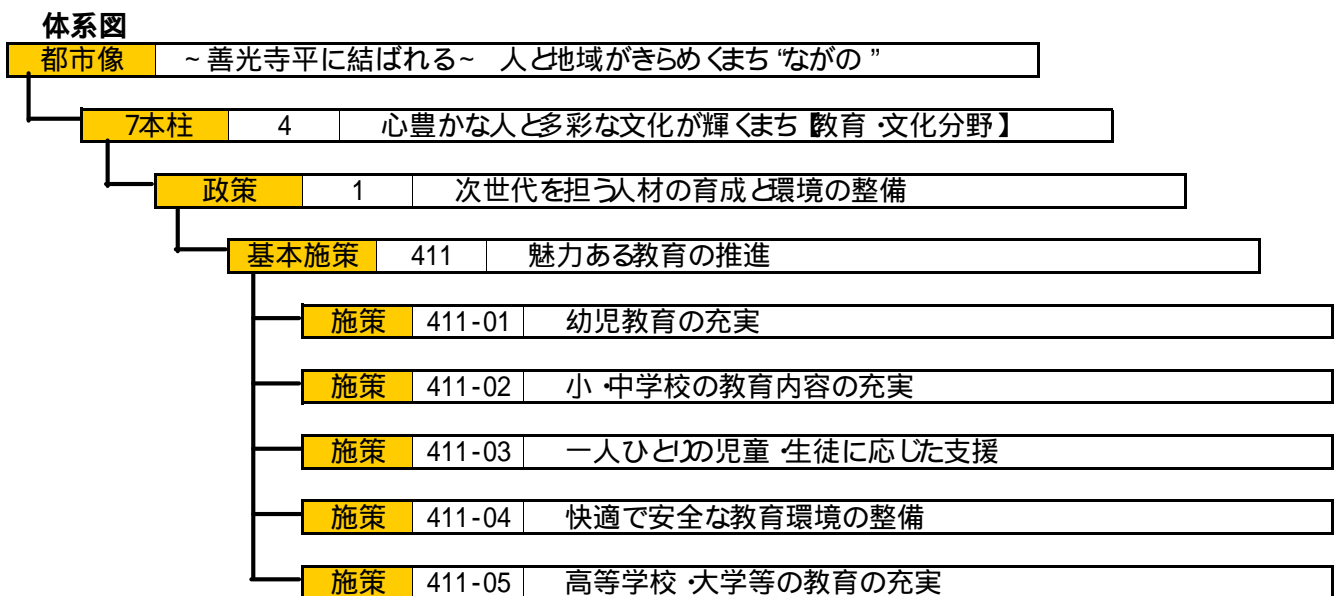 体系図
都市像 ~善光寺平に結ばれる~ 人と地域がきらめくまち “ながの”
7本柱 4 心豊かな人と多彩な文化が輝くまち【教育・文化分野】
政策 1 次世代を担う人材の育成と環境の整備
基本施策 411 魅力ある教育の推進
施策 411-01 幼児教育の充実
施策 411-02 小・中学校の教育内容の充実
施策 411-03 一人ひとりの児童・生徒に応じた支援
施策 411-04 快適で安全な教育環境の整備
施策 411-05 高等学校・大学等の教育の充実